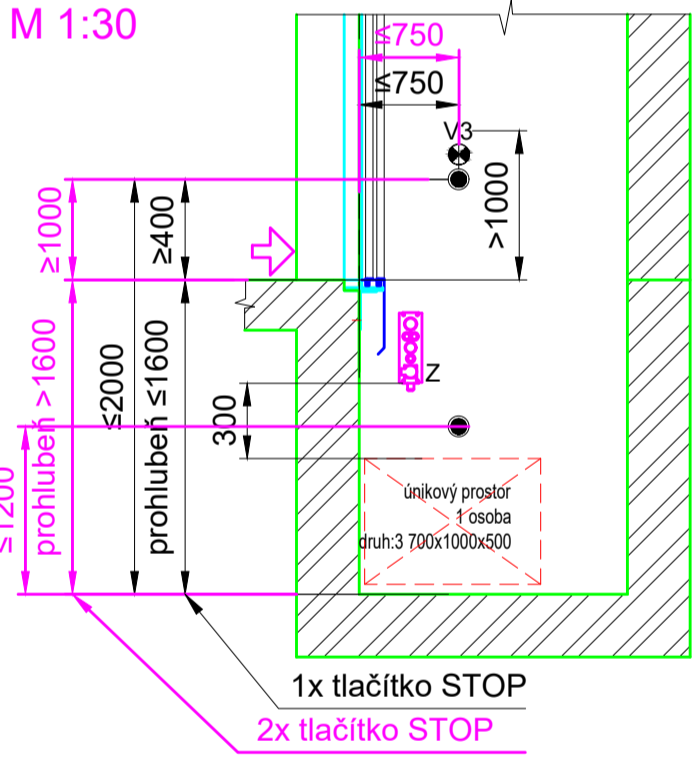 M 1:30
≤750
≤750
V3
>1000
≥1000
≥400
prohlubeň >1600
≤2000
prohlubeň ≤1600
300
Z
≤1200
únikový prostor
1 osoba
druh:3 700x1000x500
1x tlačítko STOP
2x tlačítko STOP